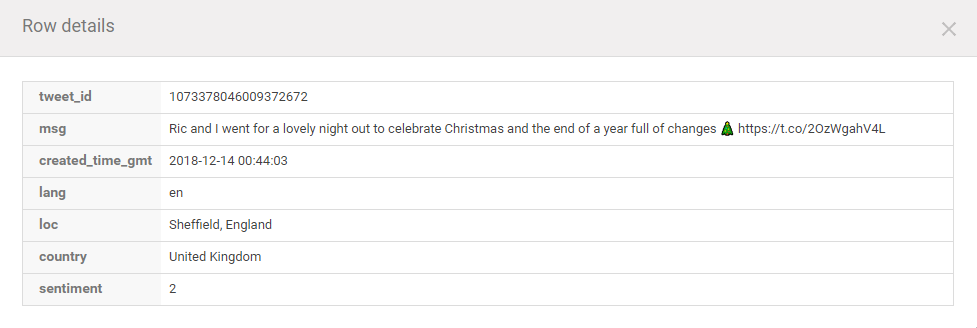 Row details
tweet_id 1073378046009372672
msg Ric and I went for a lovely night out to celebrate Christmas and the end of a year full of changes 🎄 https://t.co/2OzWgahV4L
created_time_gmt 2018-12-14 00:44:03
lang en
loc Sheffield, England
country United Kingdom
sentiment 2